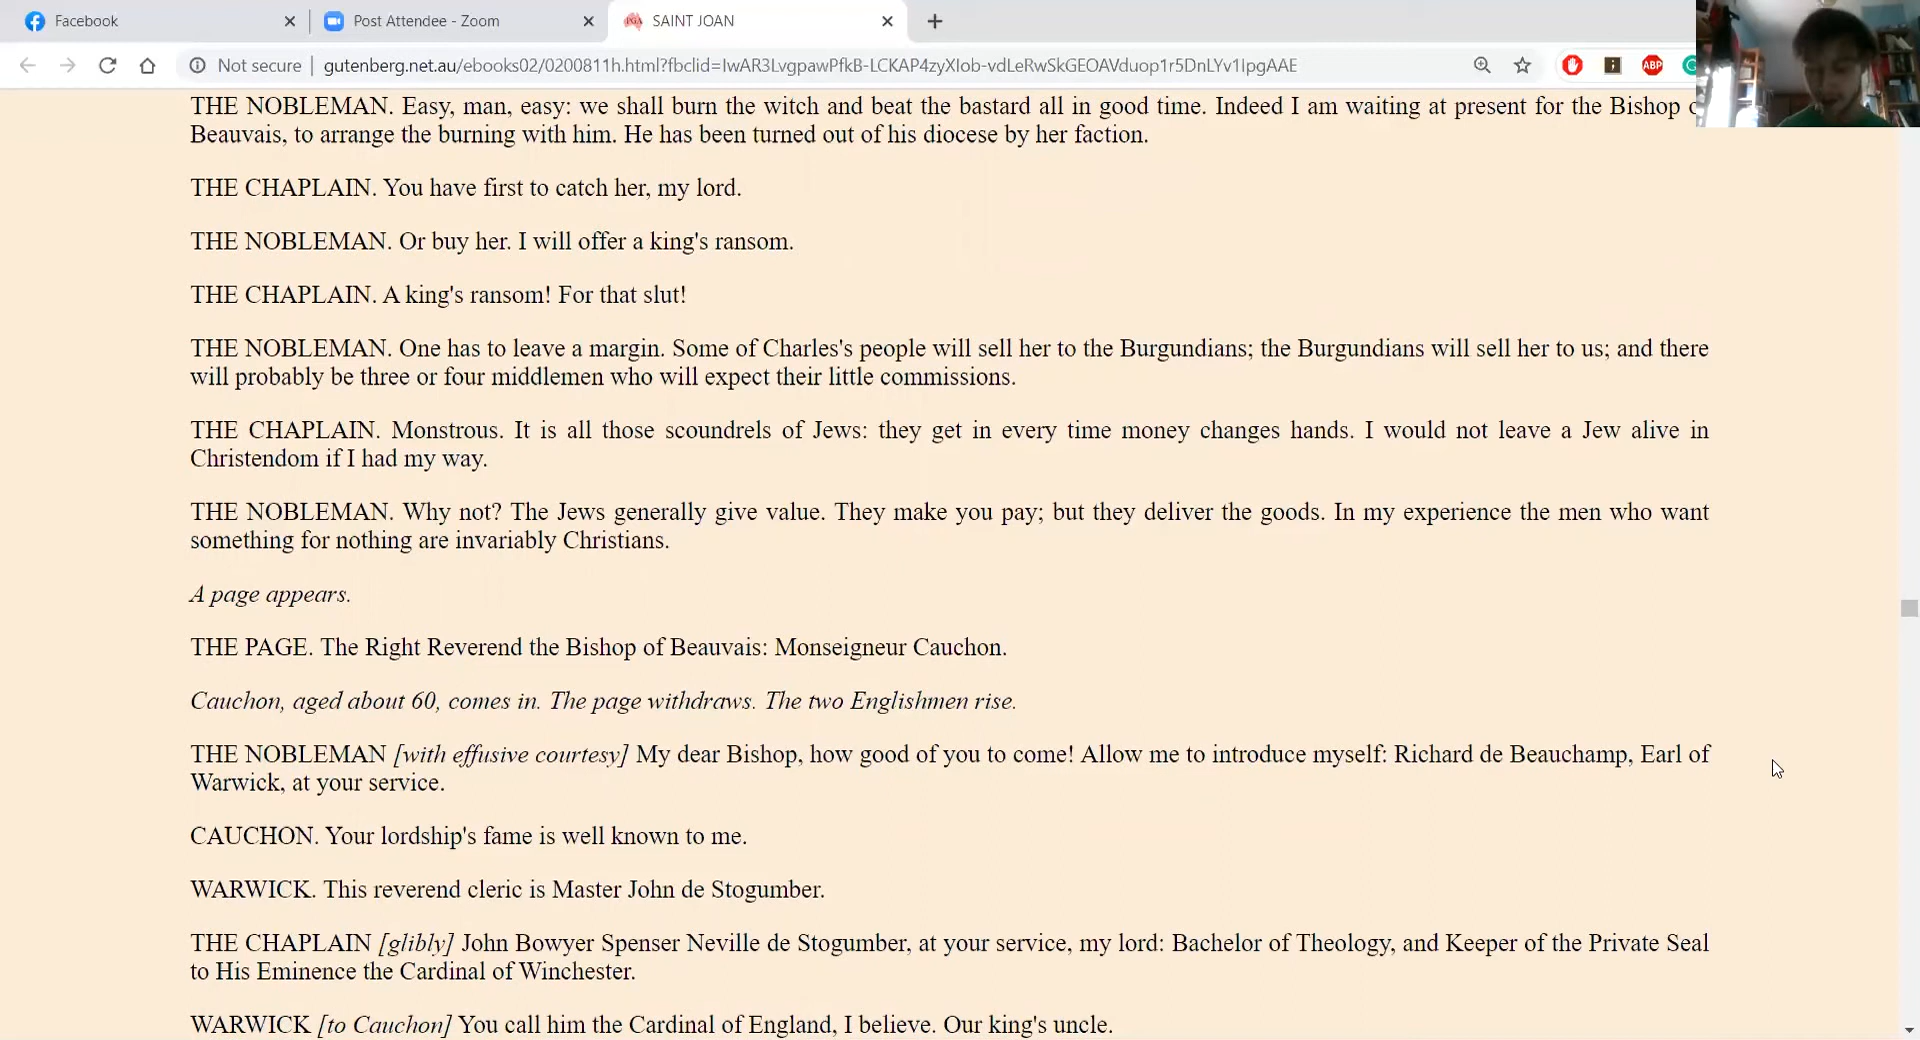 Facebook
Post Attendee - Zoom
SAINT JOAN
Not secure | gutenberg.net.au/ebooks02/0200811h.html?fbclid=IwAR3LvgpawPfkB-LCKAP4zyXIob-vdLeRwSkGEOAVduop1r5DnLYv1IpgAAE
ABP
THE NOBLEMAN. Easy, man, easy: we shall burn the witch and beat the bastard all in good time. Indeed I am waiting at present for the Bishop
Beauvais, to arrange the burning with him. He has been turned out of his diocese by her faction.
THE CHAPLAIN. You have first to catch her, my lord.
THE NOBLEMAN. Or buy her. I will offer a king's ransom.
THE CHAPLAIN. A king's ransom! For that slut!
THE NOBLEMAN. One has to leave a margin. Some of Charles's people will sell her to the Burgundians; the Burgundians will sell her to us; and there
will probably be three or four middlemen who will expect their little commissions.
THE CHAPLAIN. Monstrous. It is all those scoundrels of Jews: they get in every time money changes hands. I would not leave a Jew alive in
Christendom if I had my way.
THE NOBLEMAN. Why not? The Jews generally give value. They make you pay; but they deliver the goods. In my experience the men who want
something for nothing are invariably Christians.
A page appears.
THE PAGE. The Right Reverend the Bishop of Beauvais: Monseigneur Cauchon.
Cauchon, aged about 60, comes in. The page withdraws. The two Englishmen rise.
THE NOBLEMAN [with effusive courtesy] My dear Bishop, how good of you to come! Allow me to introduce myself: Richard de Beauchamp, Earl of
Warwick, at your service.
CAUCHON. Your lordship's fame is well known to me.
WARWICK. This reverend cleric is Master John de Stogumber.
THE CHAPLAIN [glibly] John Bowyer Spenser Neville de Stogumber, at your service, my lord: Bachelor of Theology, and Keeper of the Private Seal
to His Eminence the Cardinal of Winchester.
WARWICK [to Cauchon] You call him the Cardinal of England, I believe. Our king's uncle.